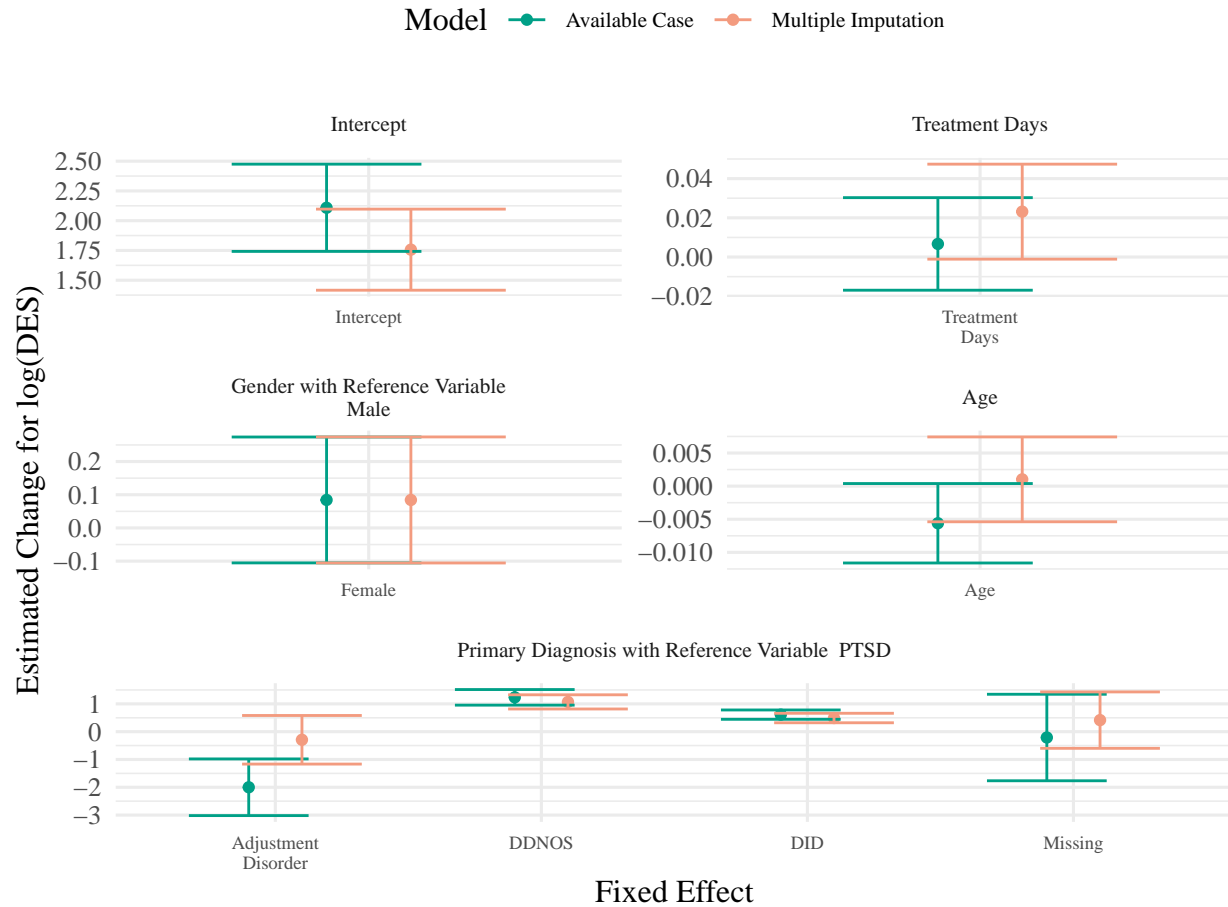 Model Available Case Multiple Imputation
Estimated Change for log(DES)
Intercept
2.50
2.25
2.00
1.75
1.50
Intercept
Treatment Days
0.04
0.02
0.00
−0.02
Treatment
Days
Gender with Reference Variable
Male
0.2
0.1
0.0
−0.1
Female
Age
0.005
0.000
−0.005
−0.010
Age
Primary Diagnosis with Reference Variable PTSD
1
0
−1
−2
−3
Adjustment
Disorder
DDNOS
DID
Missing
Fixed Effect